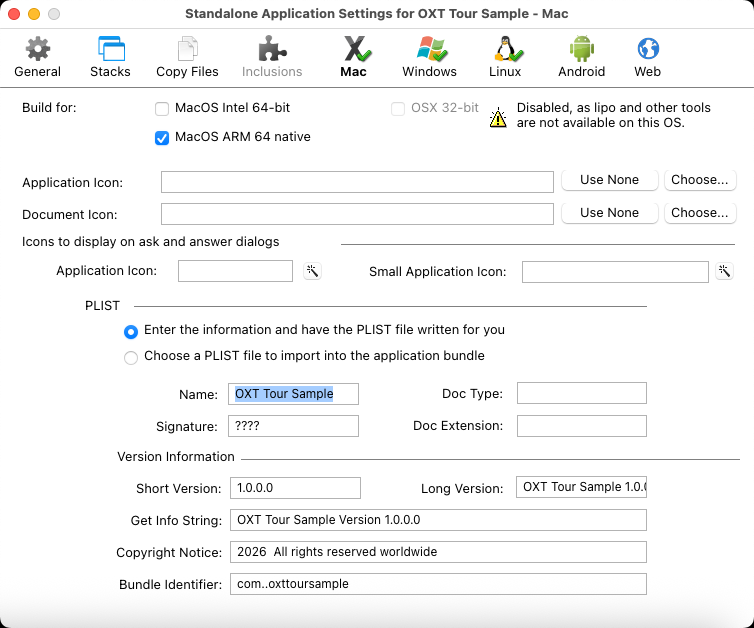 Standalone Application Settings for OXT Tour Sample - Mac
General Stacks Copy Files Inclusions Mac Windows Linux Android Web
Build for: MacOS Intel 64-bit OSX 32-bit Disabled, as lipo and other tools
are not available on this OS.
MacOS ARM 64 native
Application Icon: Use None Choose...
Document Icon: Use None Choose...
Icons to display on ask and answer dialogs
Application Icon: Small Application Icon:
PLIST
Enter the information and have the PLIST file written for you
Choose a PLIST file to import into the application bundle
Name: OXT Tour Sample Doc Type:
Signature: ???? Doc Extension:
Version Information
Short Version: 1.0.0.0 Long Version: OXT Tour Sample 1.0.
Get Info String: OXT Tour Sample Version 1.0.0.0
Copyright Notice: 2026 All rights reserved worldwide
Bundle Identifier: com..oxttoursample